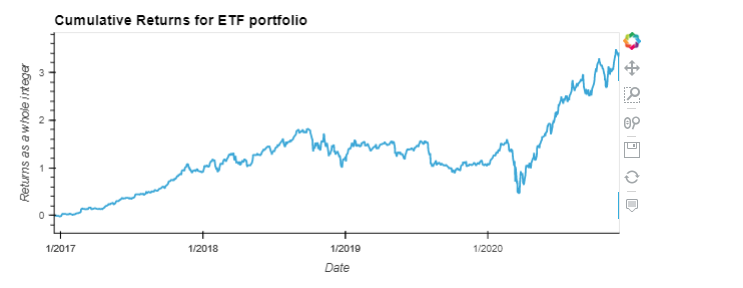 Cumulative Returns for ETF portfolio
Returns as a whole integer
3
2
1
0
1/2017
1/2018
1/2019
1/2020
Date